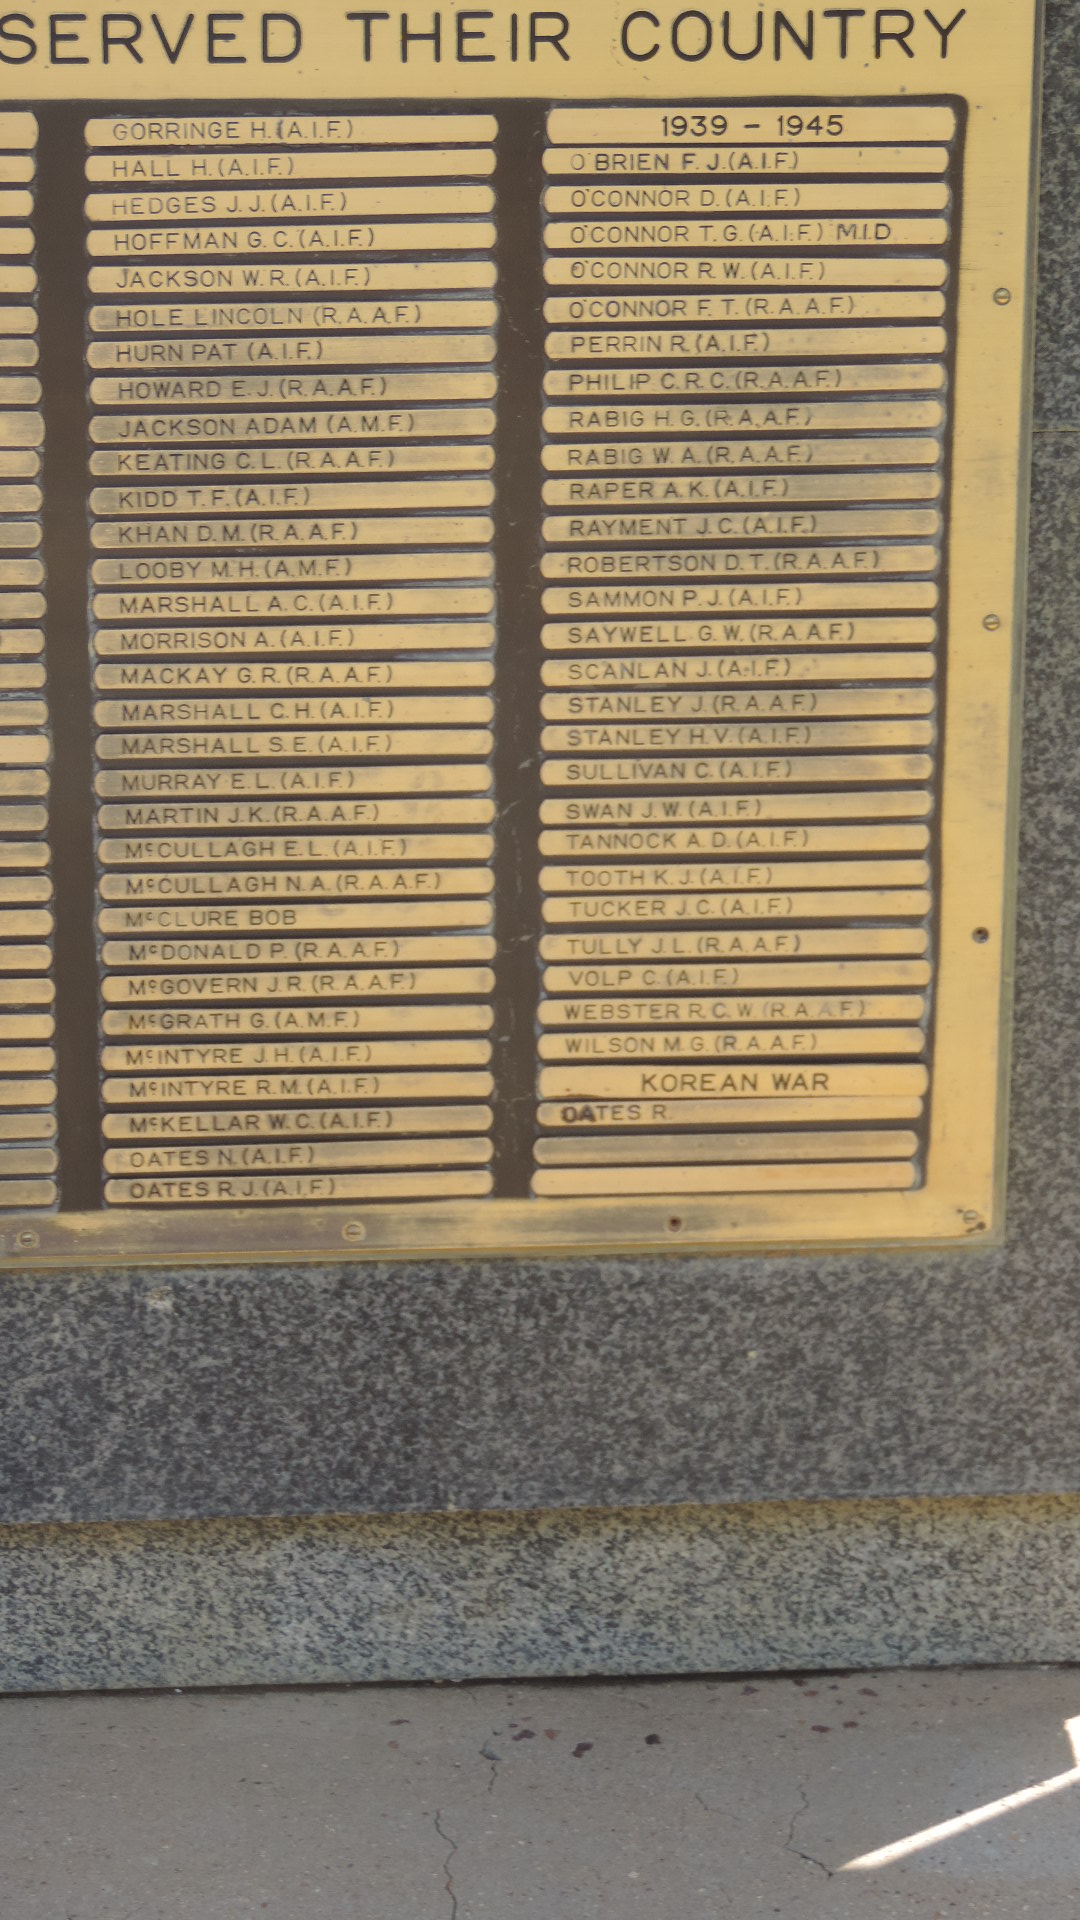 SERVED THEIR COUNTRY
GORRINGE H. (A.I.F.)
HALL H. (A.I.F.)
HEDGES J. J. (A.I.F.)
HOFFMAN G. C. (A.I.F.)
JACKSON W. R. (A.I.F.)
HOLE LINCOLN (R.A.A.F.)
HURN PAT (A.I.F.)
HOWARD E. J. (R.A.A.F.)
JACKSON ADAM (A.M.F.)
KEATING C. L. (R.A.A.F.)
KIDD T. F. (A.I.F.)
KHAN D. M. (R.A.A.F.)
LOOBY M. H. (A.M.F.)
MARSHALL A. C. (A.I.F.)
MORRISON A. (A.I.F.)
MACKAY G. R. (R.A.A.F.)
MARSHALL C. H. (A.I.F.)
MARSHALL S. E. (A.I.F.)
MURRAY E. L. (A.I.F.)
MARTIN J. K. (R.A.A.F.)
McCULLAGH E. L. (A.I.F.)
McCULLAGH N. A. (R.A.A.F.)
McCLURE BOB
McDONALD P. (R.A.A.F.)
McGOVERN J. R. (R.A.A.F.)
McGRATH G. (A.M.F.)
McINTYRE J. H. (A.I.F.)
McINTYRE R. M. (A.I.F.)
McKELLAR W. C. (A.I.F.)
OATES N. (A.I.F.)
OATES R. J. (A.I.F.)
1939 - 1945
O'BRIEN F. J. (A.I.F.)
O'CONNOR D. (A.I.F.)
O'CONNOR T. G. (A.I.F.) M.I.D
O'CONNOR R. W. (A.I.F.)
O'CONNOR F. T. (R.A.A.F.)
PERRIN R. (A.I.F.)
PHILIP C. R. C. (R.A.A.F.)
RABIG H. G. (R.A.A.F.)
RABIG W. A. (R.A.A.F.)
RAPER A. K. (A.I.F.)
RAYMENT J. C. (A.I.F.)
ROBERTSON D. T. (R.A.A.F.)
SAMMON P. J. (A.I.F.)
SAYWELL G. W. (R.A.A.F.)
SCANLAN J. (A.I.F.)
STANLEY J. (R.A.A.F.)
STANLEY H. V. (A.I.F.)
SULLIVAN C. (A.I.F.)
SWAN J. W. (A.I.F.)
TANNOCK A. D. (A.I.F.)
TOOTH K. J. (A.I.F.)
TUCKER J. C. (A.I.F.)
TULLY J. L. (R.A.A.F.)
VOLP C. (A.I.F.)
WEBSTER R. C. W. (R.A.A.F.)
WILSON M. G. (R.A.A.F.)
KOREAN WAR
OATES R.